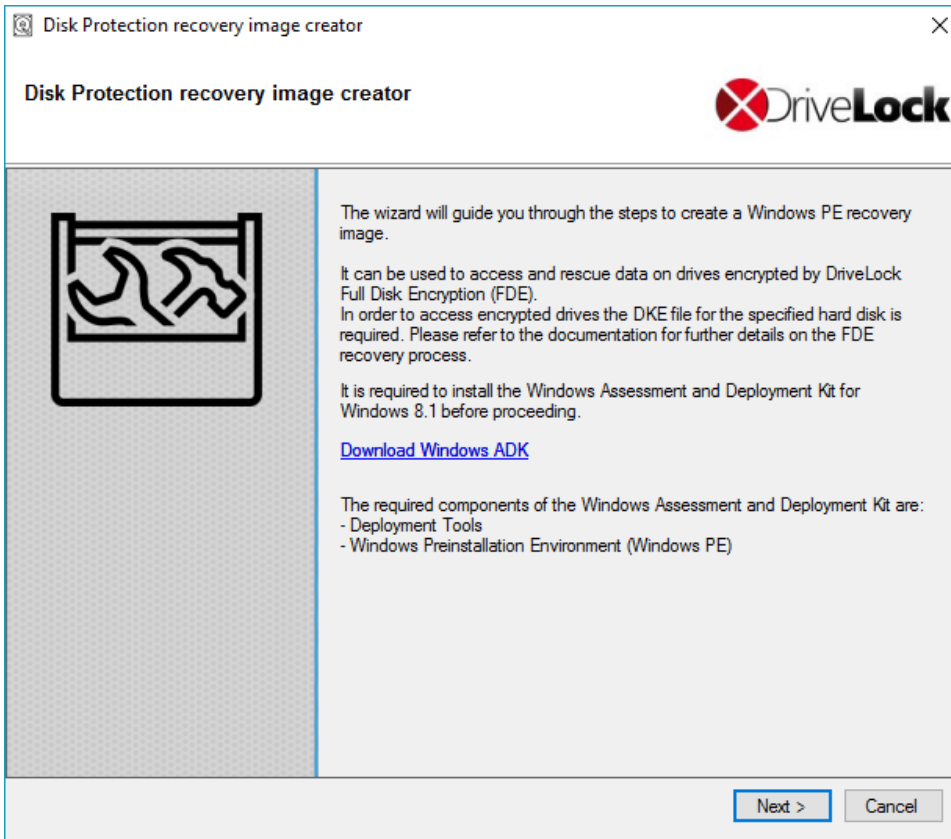 Disk Protection recovery image creator
Disk Protection recovery image creator
DriveLock
The wizard will guide you through the steps to create a Windows PE recovery
image.
It can be used to access and rescue data on drives encrypted by DriveLock
Full Disk Encryption (FDE).
In order to access encrypted drives the DKE file for the specified hard disk is
required. Please refer to the documentation for further details on the FDE
recovery process.
It is required to install the Windows Assessment and Deployment Kit for
Windows 8.1 before proceeding.
Download Windows ADK
The required components of the Windows Assessment and Deployment Kit are:
- Deployment Tools
- Windows Preinstallation Environment (Windows PE)
Next >
Cancel